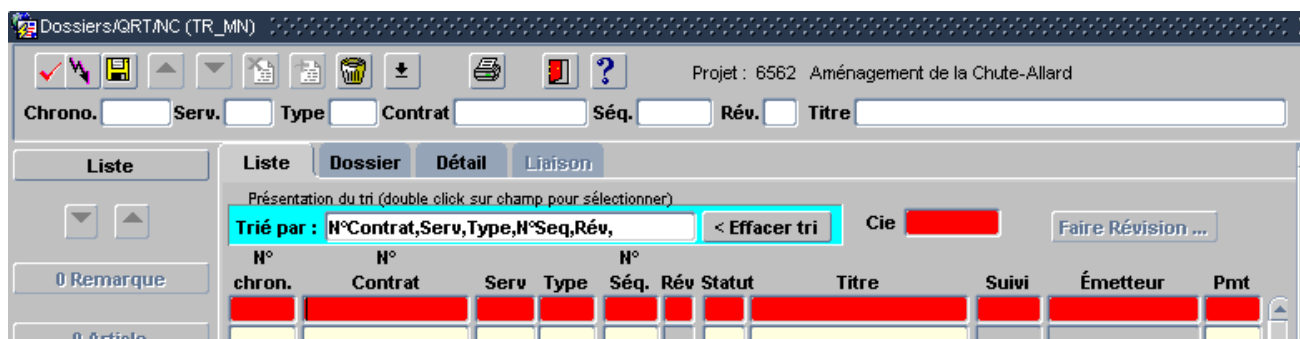 Dossiers/QRT/NC (TR_MN)
? Projet : 6562 Aménagement de la Chute-Allard
Chrono. Serv. Type Contrat Séq. Rév. Titre
Liste
Liste Dossier Détail Liaison
Présentation du tri (double click sur champ pour sélectionner)
Trié par : N°Contrat,Serv,Type,N°Seq,Rév, < Effacer tri Cie Faire Révision ...
N° N° N°
0 Remarque
chron. Contrat Serv Type Séq. Rév Statut Titre Suivi Émetteur Pmt
0 Article